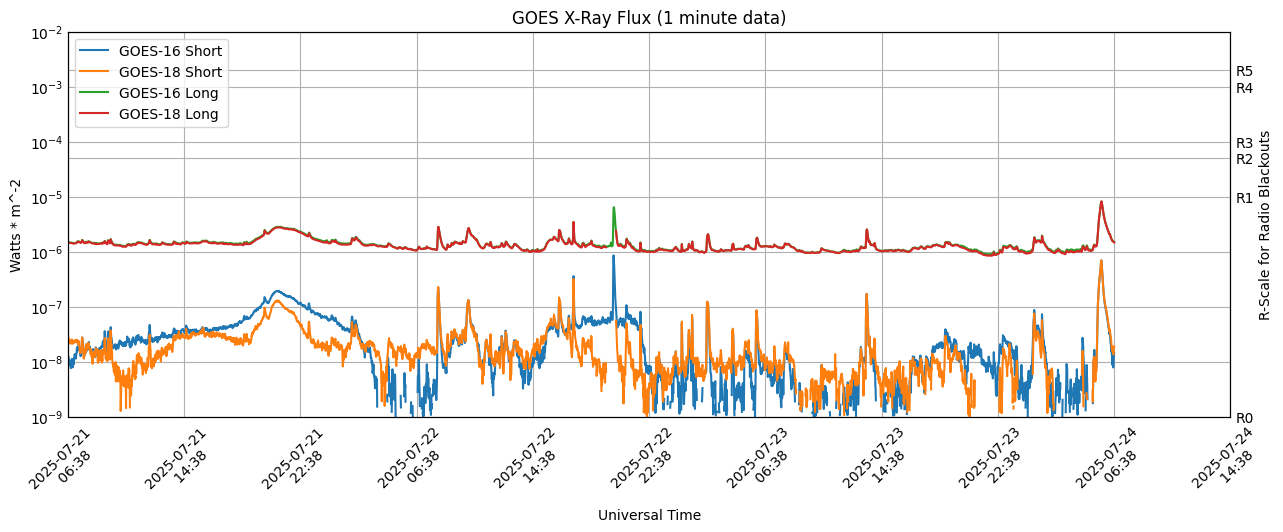 GOES X-Ray Flux (1 minute data)
GOES-16 Short
GOES-18 Short
GOES-16 Long
GOES-18 Long
10^-2
10^-3
10^-4
10^-5
10^-6
10^-7
10^-8
10^-9
Watts * m^-2
R5
R4
R3
R2
R1
R0
R-Scale for Radio Blackouts
2025-07-21
06:38
2025-07-21
14:38
2025-07-21
22:38
2025-07-22
06:38
2025-07-22
14:38
2025-07-22
22:38
2025-07-23
06:38
2025-07-23
14:38
2025-07-23
22:38
2025-07-24
06:38
2025-07-24
14:38
Universal Time